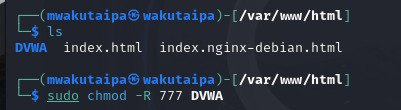 ┌──(mwakutaipa㉿wakutaipa)-[/var/www/html]
└─$ ls
DVWA  index.html  index.nginx-debian.html
┌──(mwakutaipa㉿wakutaipa)-[/var/www/html]
└─$ sudo chmod -R 777 DVWA